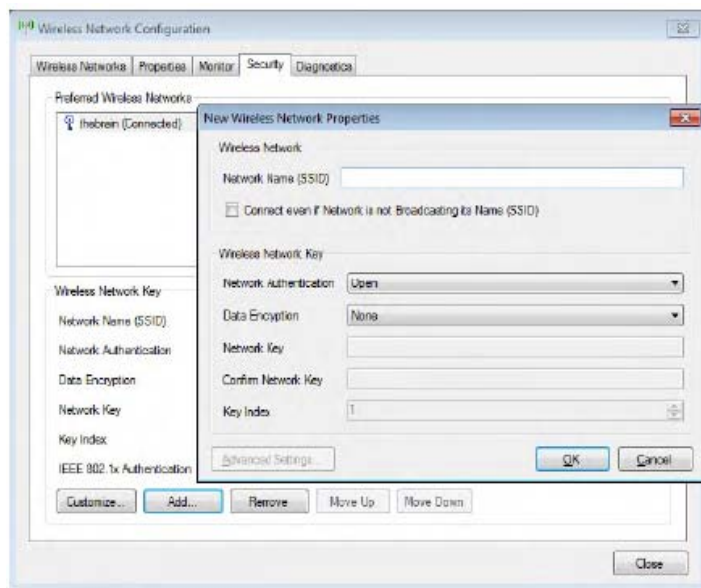 Wireless Network Configuration
Wireless Networks Properties Monitor Security Diagnostics
Preferred Wireless Networks
thebrein (Connected)
New Wireless Network Properties
Wireless Network
Network Name (SSID)
Connect even if Network is not Broadcasting its Name (SSID)
Wireless Network Key
Network Authentication Open
Data Encryption None
Network Key
Confirm Network Key
Key Index 1
Advanced Settings...
OK Cancel
Wireless Network Key
Network Name (SSID)
Network Authentication
Data Encryption
Network Key
Key Index
IEEE 802.1x Authentication
Customize... Add... Remove Move Up Move Down
Close